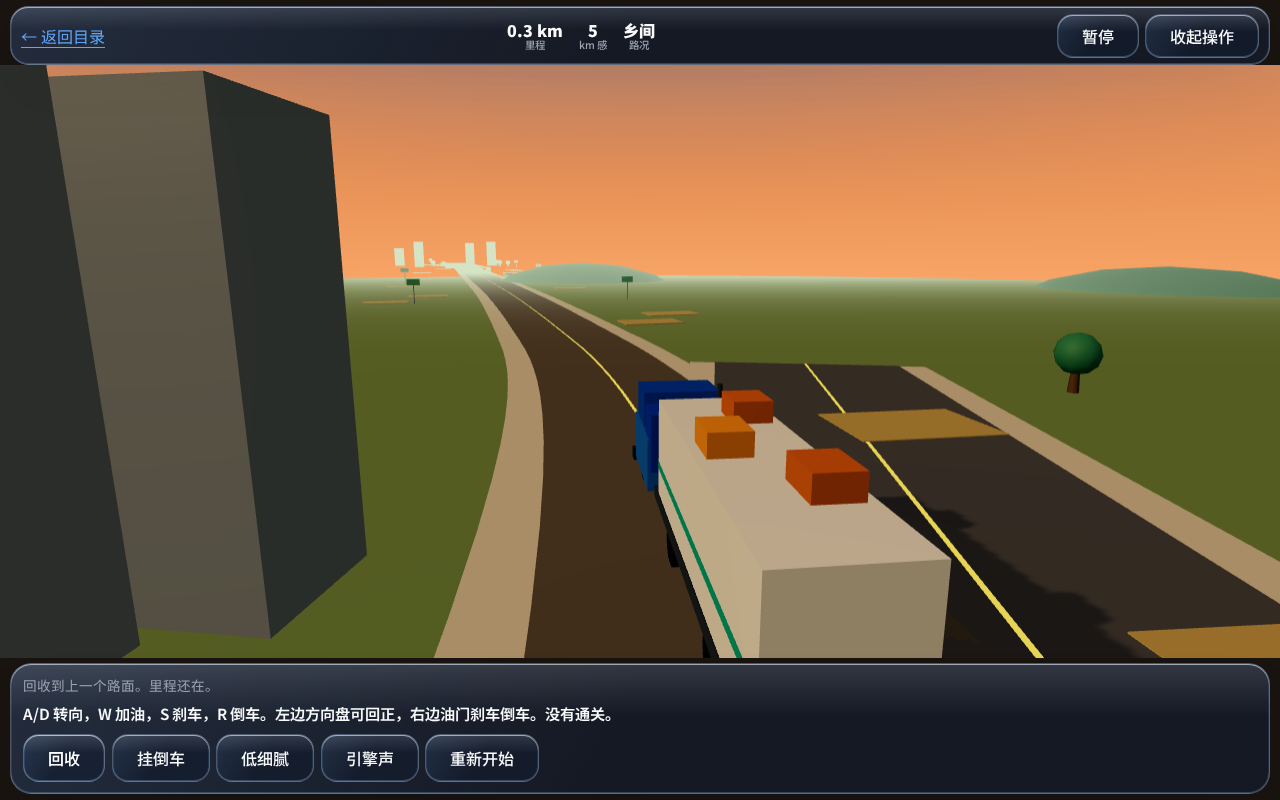 ← 返回目录
0.3 km
里程
5
km 感
乡间
路况
暂停
收起操作
回收到上一个路面。里程还在。
A/D 转向，W 加油，S 刹车，R 倒车。左边方向盘可回正，右边油门刹车倒车。没有通关。
回收
挂倒车
低细腻
引擎声
重新开始